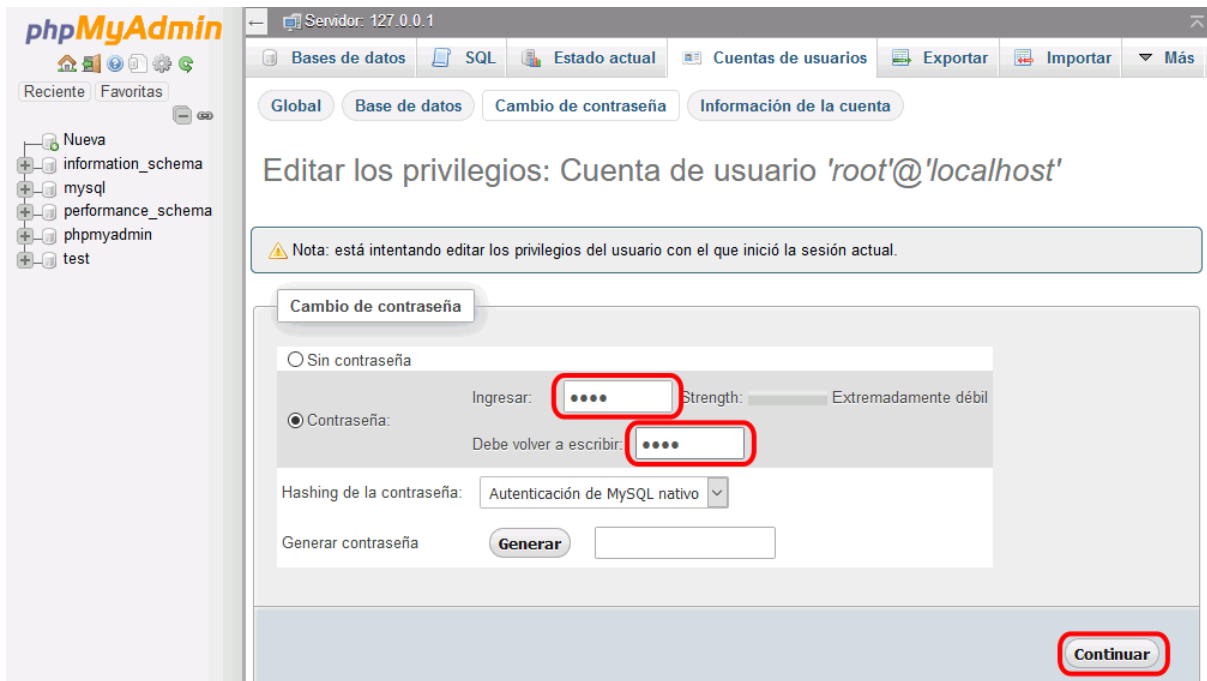 phpMyAdmin
Reciente Favoritas
Nueva
information_schema
mysql
performance_schema
phpmyadmin
test
Servidor: 127.0.0.1
Bases de datos SQL Estado actual Cuentas de usuarios Exportar Importar Más
Global Base de datos Cambio de contraseña Información de la cuenta
Editar los privilegios: Cuenta de usuario 'root'@'localhost'
Nota: está intentando editar los privilegios del usuario con el que inició la sesión actual.
Cambio de contraseña
Sin contraseña
Ingresar: •••• Strength: Extremadamente débil
Contraseña:
Debe volver a escribir: ••••
Hashing de la contraseña: Autenticación de MySQL nativo
Generar contraseña Generar
Continuar